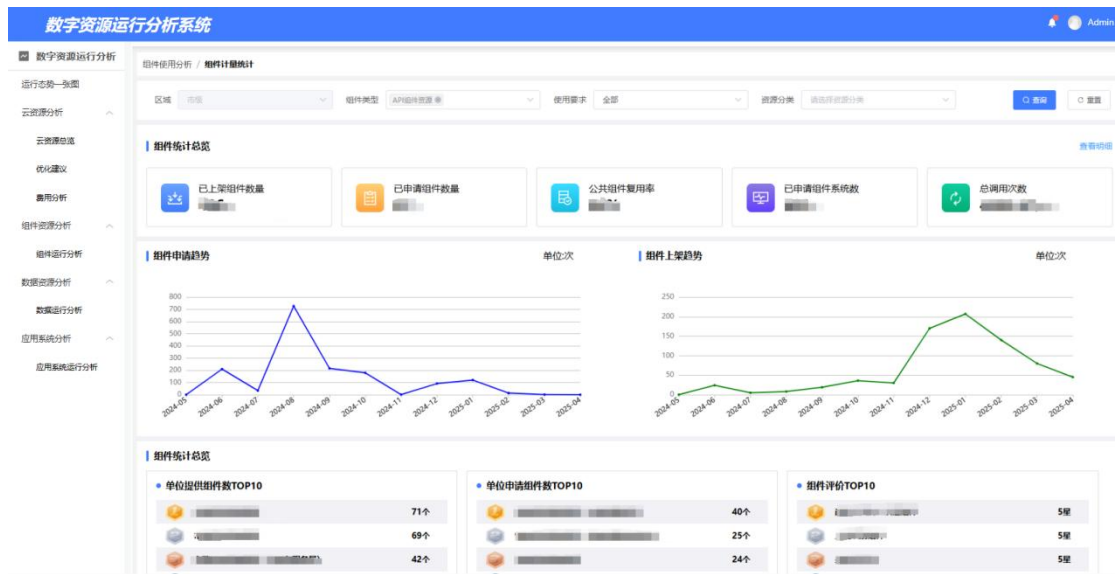 数字资源运行分析系统
Admin
数字资源运行分析
运行态势一张图
云资源分析
云资源总览
优化建议
费用分析
组件资源分析
组件运行分析
数据资源分析
数据运行分析
应用系统分析
应用系统运行分析
组件使用分析 / 组件计量统计
区域 市级 组件类型 API组件资源 使用要求 全部 资源分类 请选择资源分类 查询 重置
组件统计总览 查看明细
已上架组件数量 已申请组件数量 公共组件复用率 已申请组件系统数 总调用次数
组件申请趋势 单位:次
800
700
600
500
400
300
200
100
0
2024-05 2024-06 2024-07 2024-08 2024-09 2024-10 2024-11 2024-12 2025-01 2025-02 2025-03 2025-04
组件上架趋势 单位:次
250
200
150
100
50
0
2024-05 2024-06 2024-07 2024-08 2024-09 2024-10 2024-11 2024-12 2025-01 2025-02 2025-03 2025-04
组件统计总览
单位提供组件数TOP10
71个
69个
42个
单位申请组件数TOP10
40个
25个
24个
组件评价TOP10
5星
5星
5星